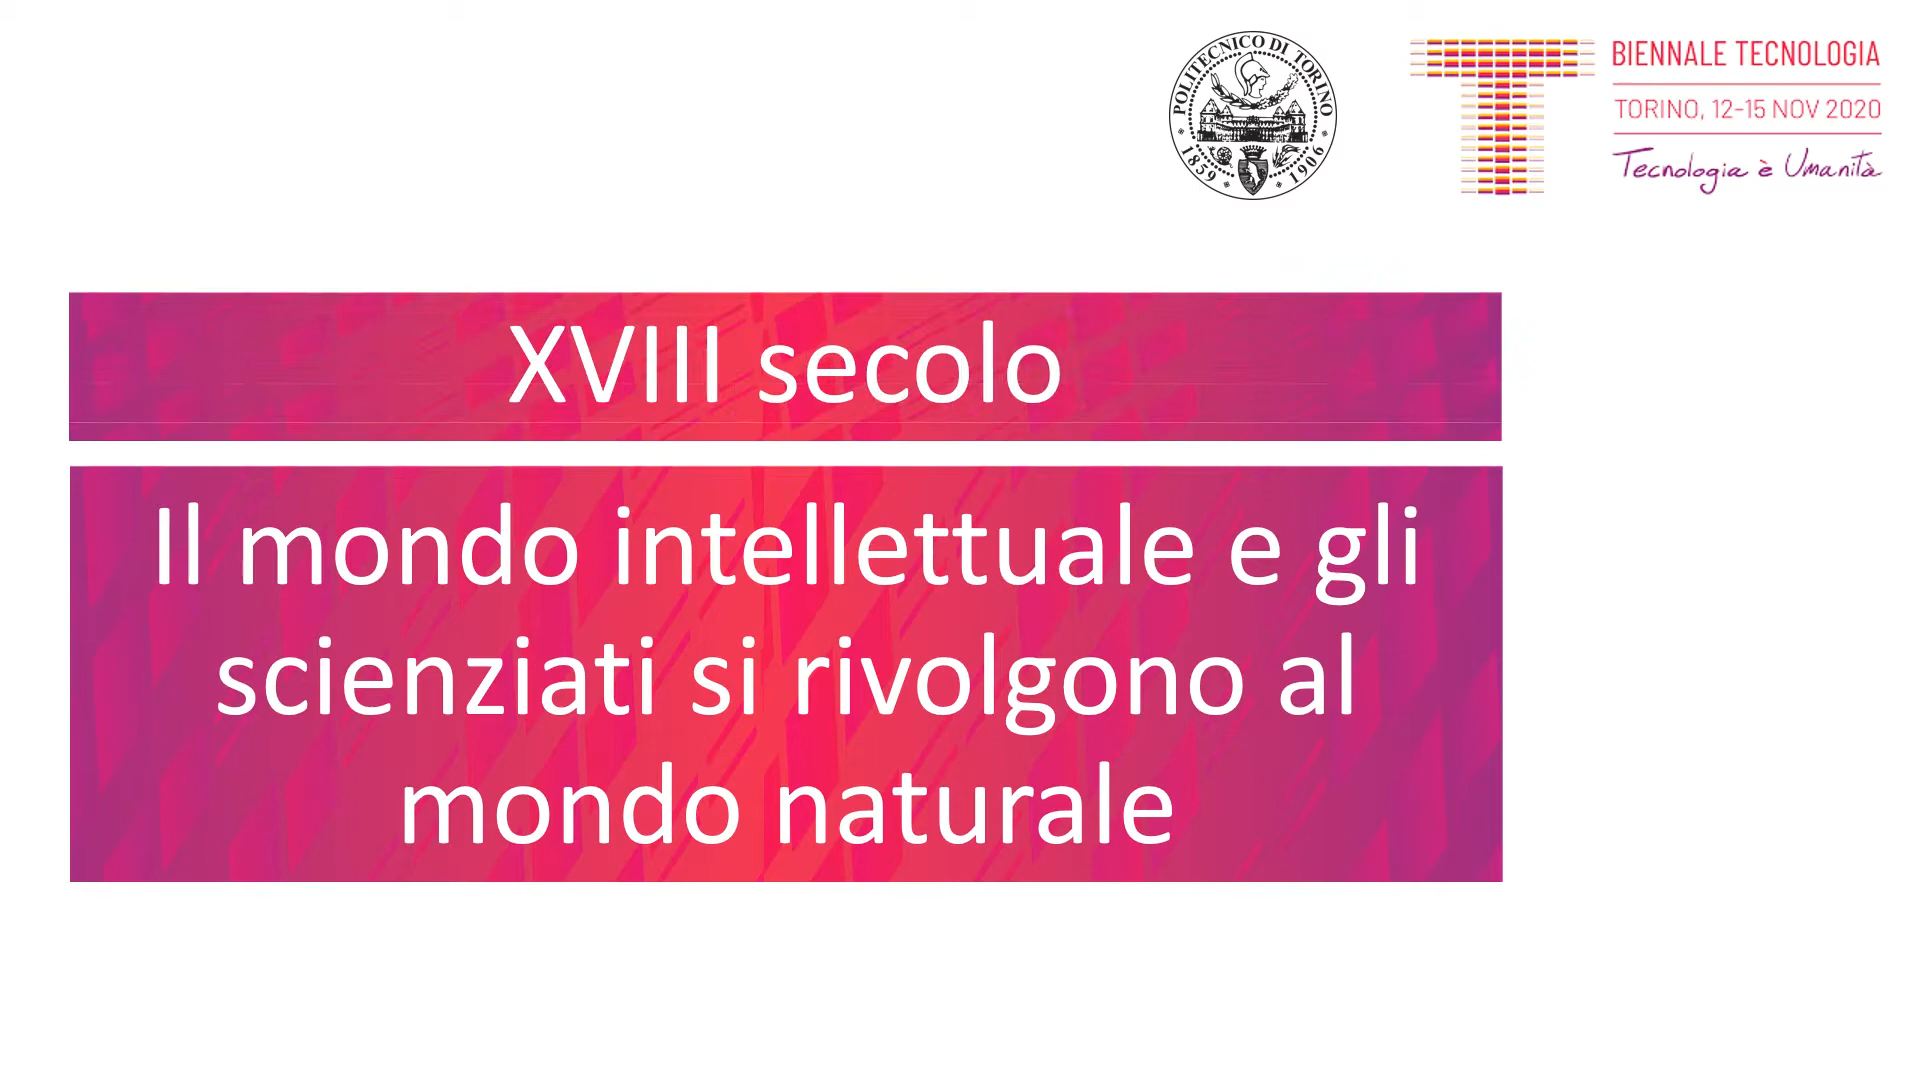 POLITECNICO DI TORINO
1859 1906
BIENNALE TECNOLOGIA
TORINO, 12-15 NOV 2020
Tecnologia è Umanità
XVIII secolo
Il mondo intellettuale e gli
scienziati si rivolgono al
mondo naturale